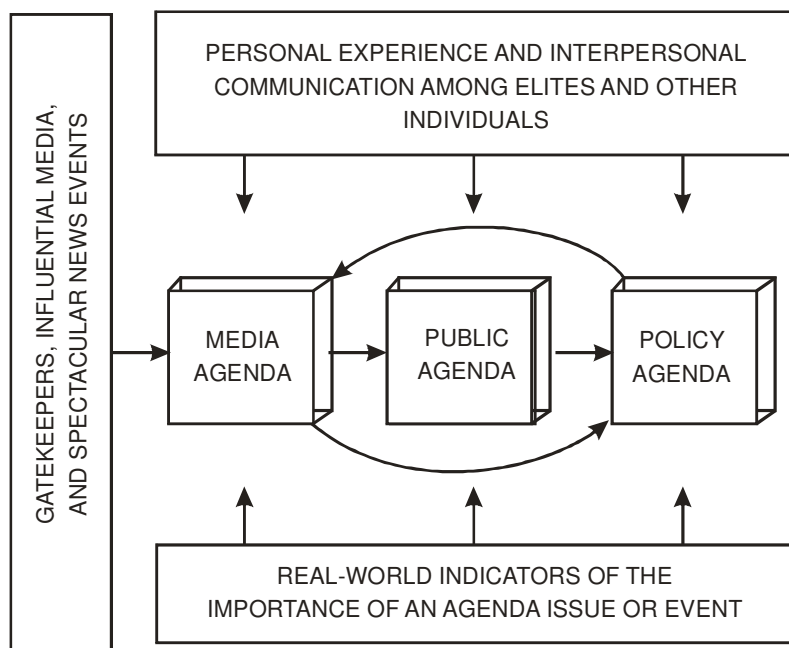 GATEKEEPERS, INFLUENTIAL MEDIA,
AND SPECTACULAR NEWS EVENTS
PERSONAL EXPERIENCE AND INTERPERSONAL
COMMUNICATION AMONG ELITES AND OTHER
INDIVIDUALS
MEDIA
AGENDA
PUBLIC
AGENDA
POLICY
AGENDA
REAL-WORLD INDICATORS OF THE
IMPORTANCE OF AN AGENDA ISSUE OR EVENT